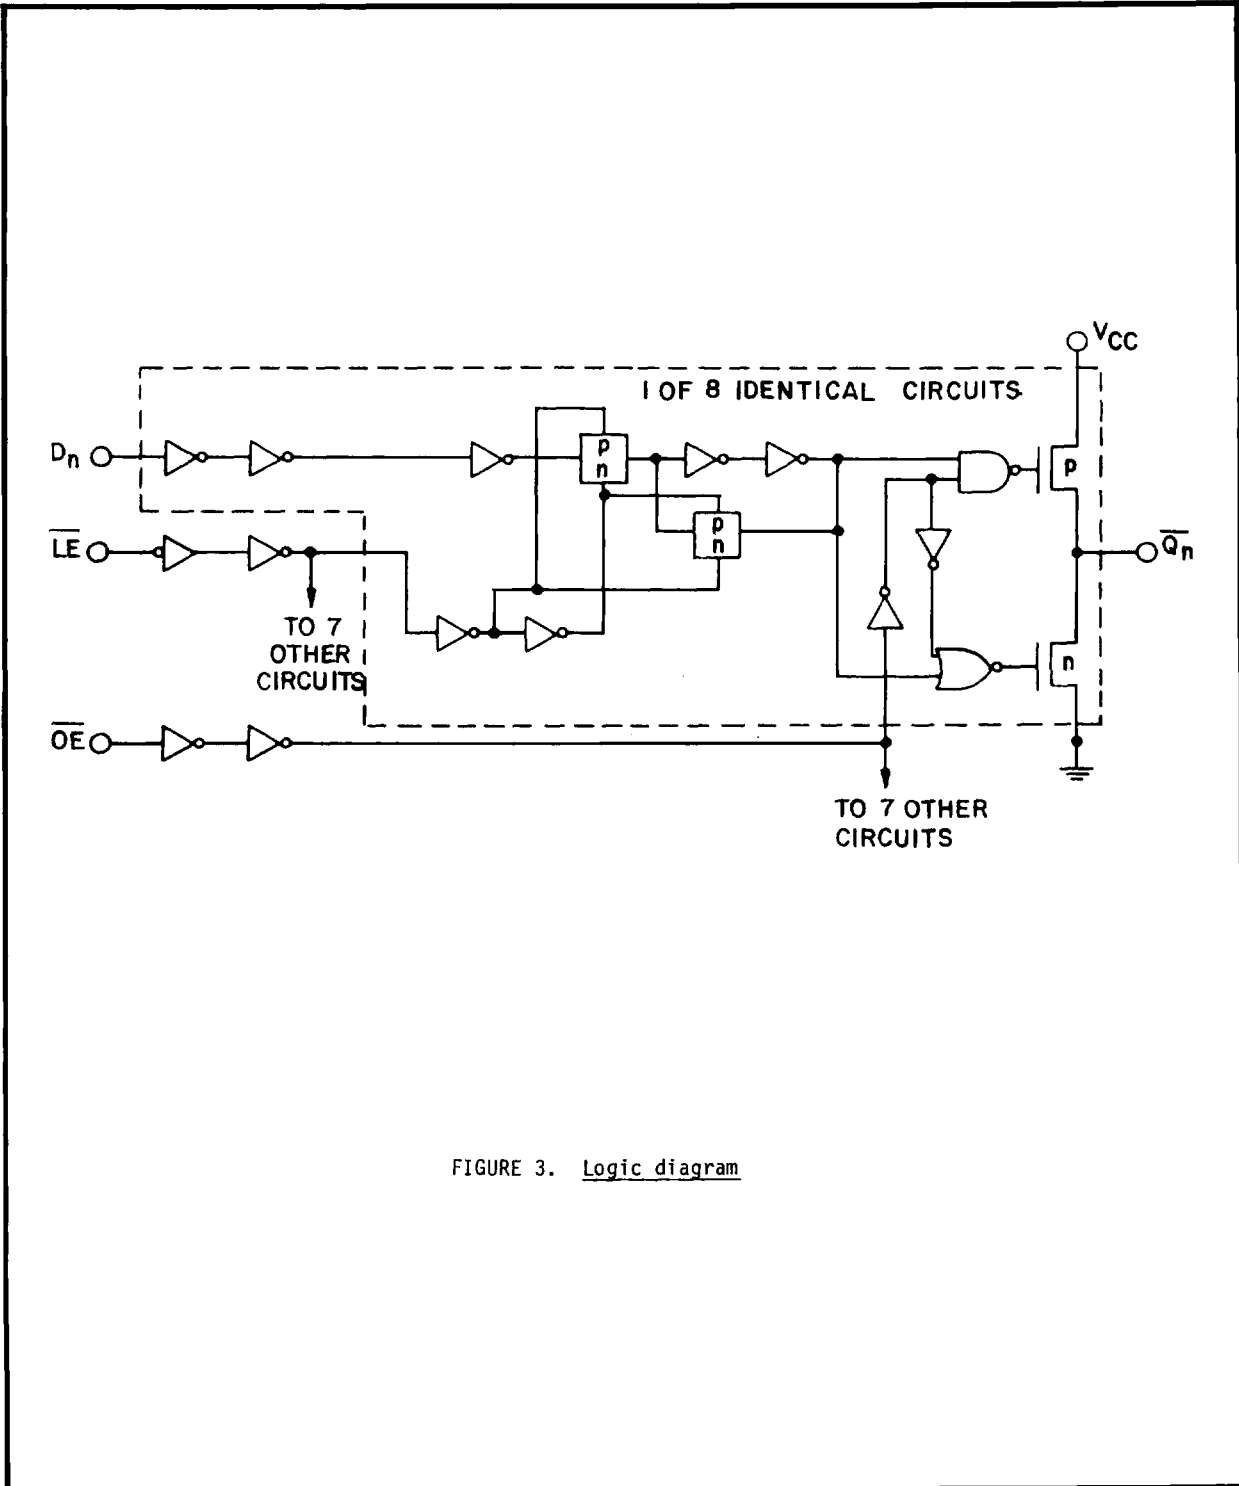 VCC
1 OF 8 IDENTICAL CIRCUITS
Dn
p
n
p
n
p
LE
Qn
TO 7
OTHER
CIRCUITS
n
OE
TO 7 OTHER
CIRCUITS
FIGURE 3. Logic diagram